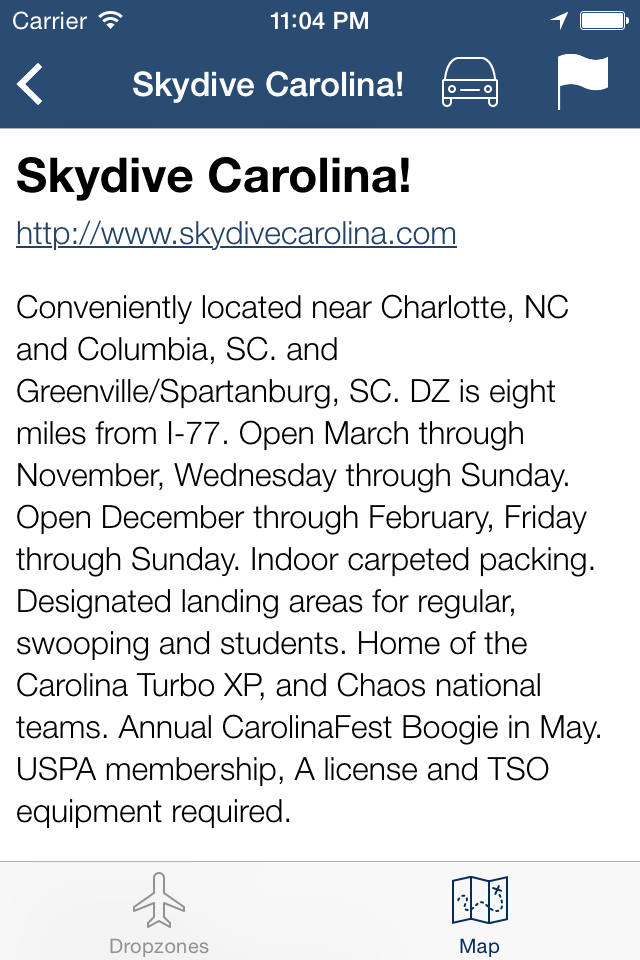 Carrier 11:04 PM
Skydive Carolina!
Skydive Carolina!
http://www.skydivecarolina.com
Conveniently located near Charlotte, NC
and Columbia, SC. and
Greenville/Spartanburg, SC. DZ is eight
miles from I-77. Open March through
November, Wednesday through Sunday.
Open December through February, Friday
through Sunday. Indoor carpeted packing.
Designated landing areas for regular,
swooping and students. Home of the
Carolina Turbo XP, and Chaos national
teams. Annual CarolinaFest Boogie in May.
USPA membership, A license and TSO
equipment required.
Dropzones Map